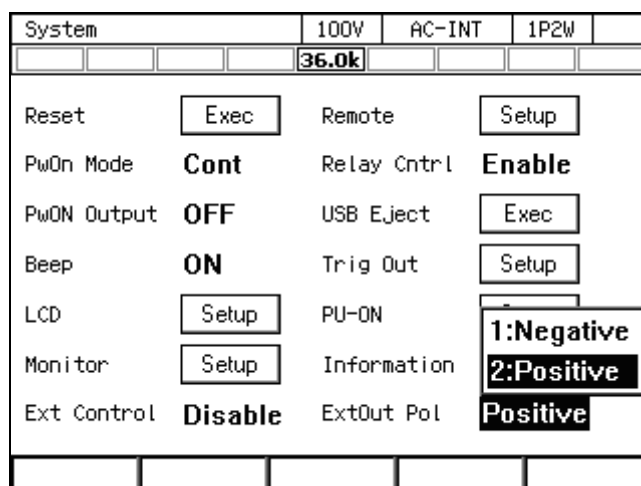 System 100V AC-INT 1P2W
36.0k
Reset Exec Remote Setup
PwOn Mode Cont Relay Cntrl Enable
PwON Output OFF USB Eject Exec
Beep ON Trig Out Setup
LCD Setup PU-ON
1:Negative
Monitor Setup Information 2:Positive
Ext Control Disable ExtOut Pol Positive